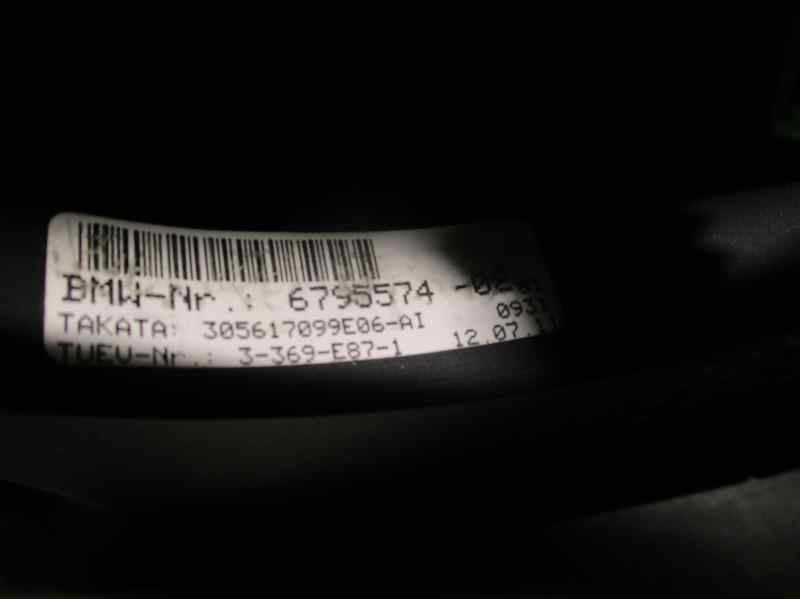 BMW-Nr.: 6795574
TAKATA: 305617099E06-AI
TUEV-Nr.: 3-369-E87-1